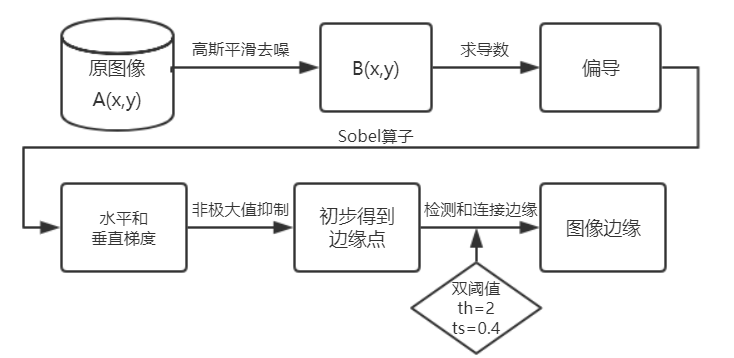 原图像
A(x,y)
高斯平滑去噪
B(x,y)
求导数
偏导
Sobel算子
水平和
垂直梯度
非极大值抑制
初步得到
边缘点
检测和连接边缘
图像边缘
双阈值
th=2
ts=0.4